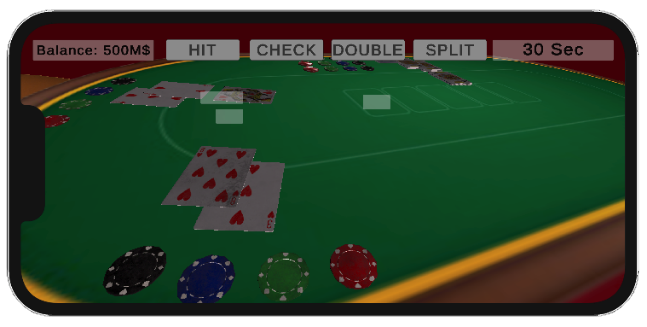 Balance: 500M$
HIT
CHECK
DOUBLE
SPLIT
30 Sec